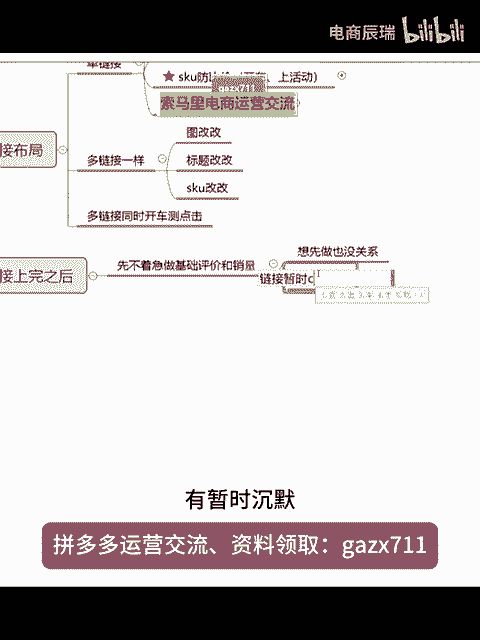 电商辰瑞 bilibili
单链接
sku防比价（开车、上活动）
gazx711
索马里电商运营交流
图改改
接布局
多链接一样
标题改改
sku改改
多链接同时开车测点击
想先做也没关系
先不着急做基础评价和销量
接上完之后
链接暂时c
有暂时沉默
拼多多运营交流、资料领取：gazx711